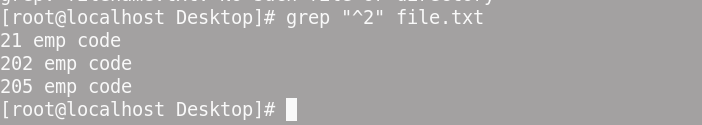 [root@localhost Desktop]# grep "^2" file.txt
21 emp code
202 emp code
205 emp code
[root@localhost Desktop]#